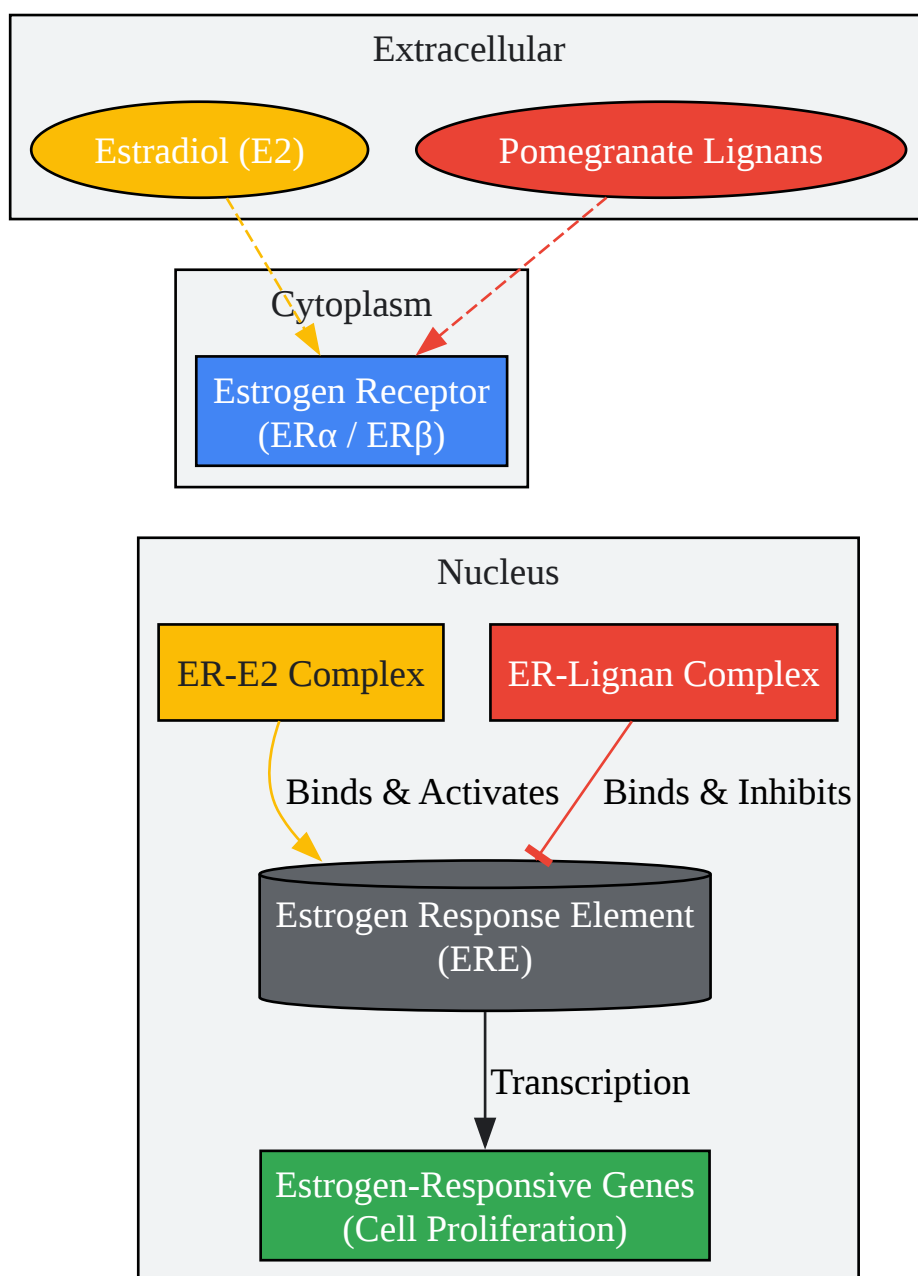 Extracellular
Estradiol (E2)
Pomegranate Lignans
Cytoplasm
Estrogen Receptor
(ERα / ERβ)
Nucleus
ER-E2 Complex
ER-Lignan Complex
Binds & Activates
Binds & Inhibits
Estrogen Response Element
(ERE)
Transcription
Estrogen-Responsive Genes
(Cell Proliferation)